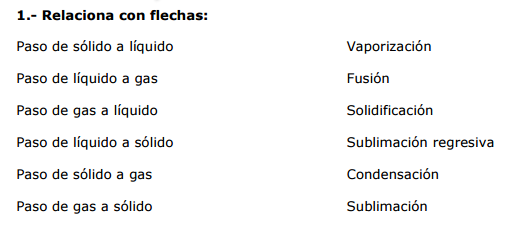 1.- Relaciona con flechas:
Paso de sólido a líquido Vaporización
Paso de líquido a gas Fusión
Paso de gas a líquido Solidificación
Paso de líquido a sólido Sublimación regresiva
Paso de sólido a gas Condensación
Paso de gas a sólido Sublimación